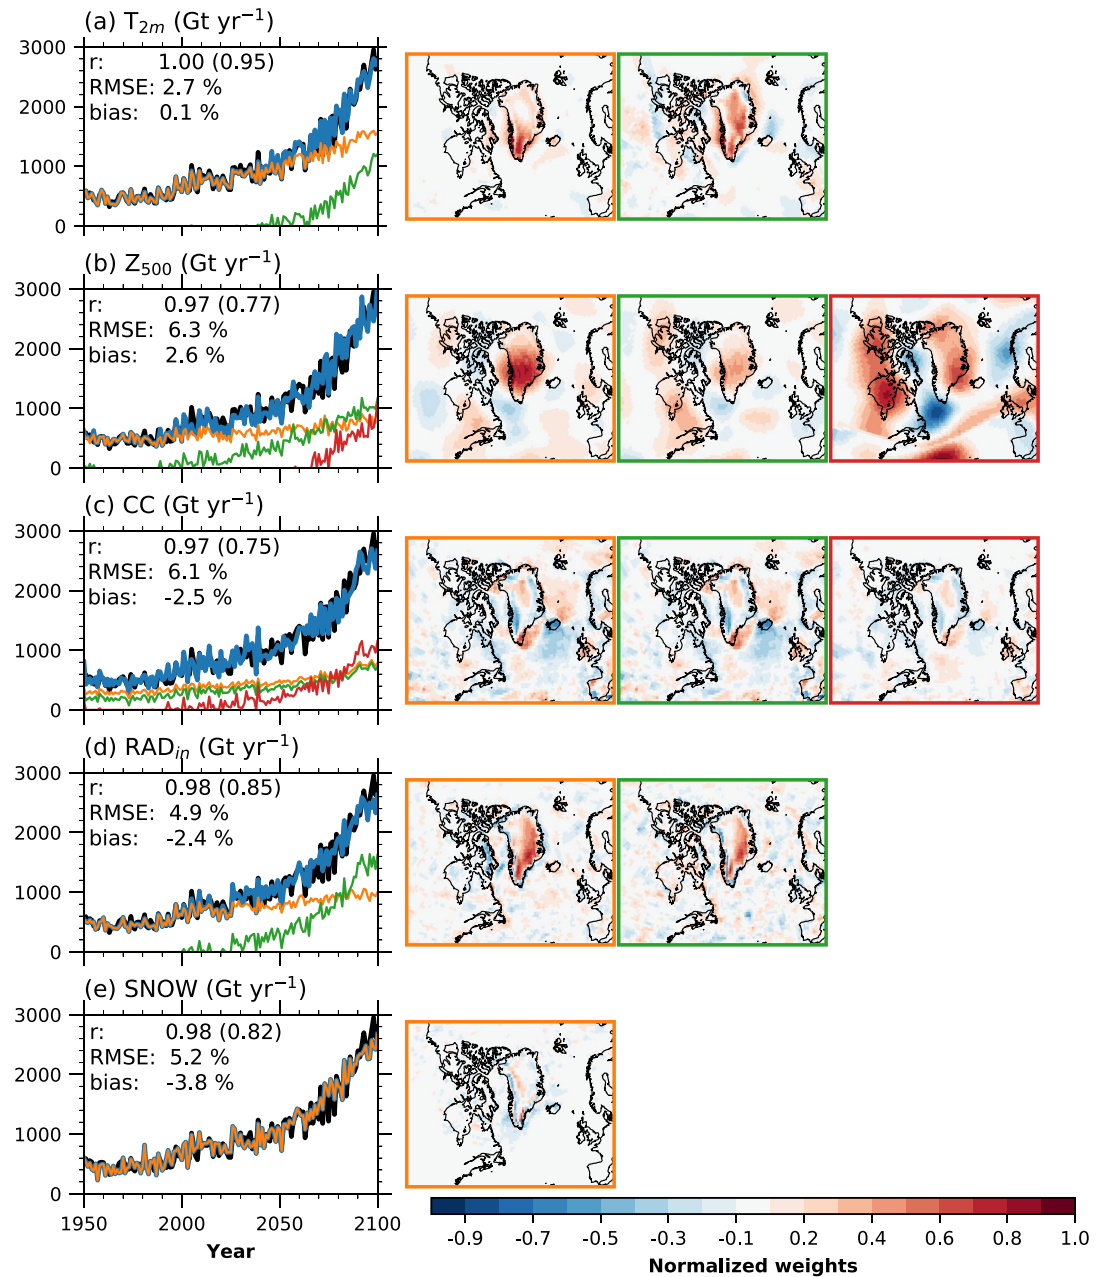 (a) T2m (Gt yr−1)
3000
2000
1000
0
r: 1.00 (0.95)
RMSE: 2.7 %
bias: 0.1 %
(b) Z500 (Gt yr−1)
3000
2000
1000
0
r: 0.97 (0.77)
RMSE: 6.3 %
bias: 2.6 %
(c) CC (Gt yr−1)
3000
2000
1000
0
r: 0.97 (0.75)
RMSE: 6.1 %
bias: -2.5 %
(d) RADin (Gt yr−1)
3000
2000
1000
0
r: 0.98 (0.85)
RMSE: 4.9 %
bias: -2.4 %
(e) SNOW (Gt yr−1)
3000
2000
1000
0
r: 0.98 (0.82)
RMSE: 5.2 %
bias: -3.8 %
1950 2000 2050 2100
Year
-0.9 -0.7 -0.5 -0.3 -0.1 0.2 0.4 0.6 0.8 1.0
Normalized weights